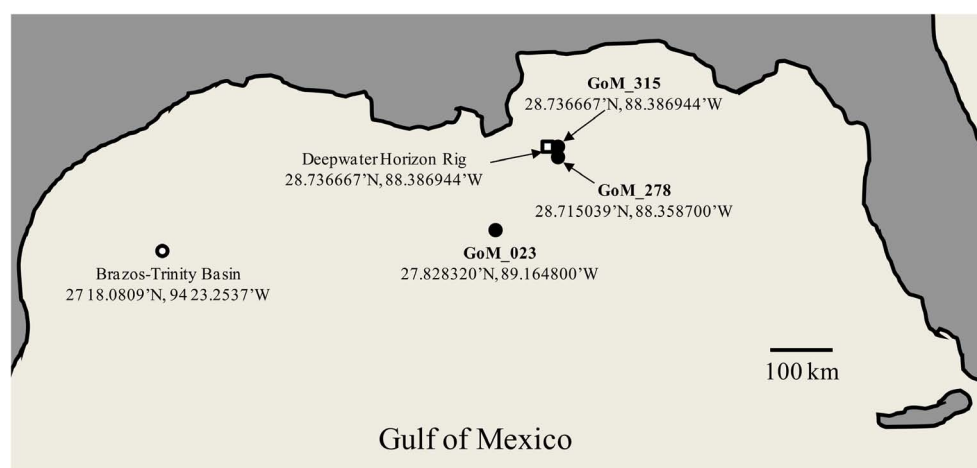 GoM_315
28.736667’N, 88.386944’W
Deepwater Horizon Rig
28.736667’N, 88.386944’W
GoM_278
28.715039’N, 88.358700’W
GoM_023
27.828320’N, 89.164800’W
Brazos-Trinity Basin
27 18.0809’N, 94 23.2537’W
100 km
Gulf of Mexico